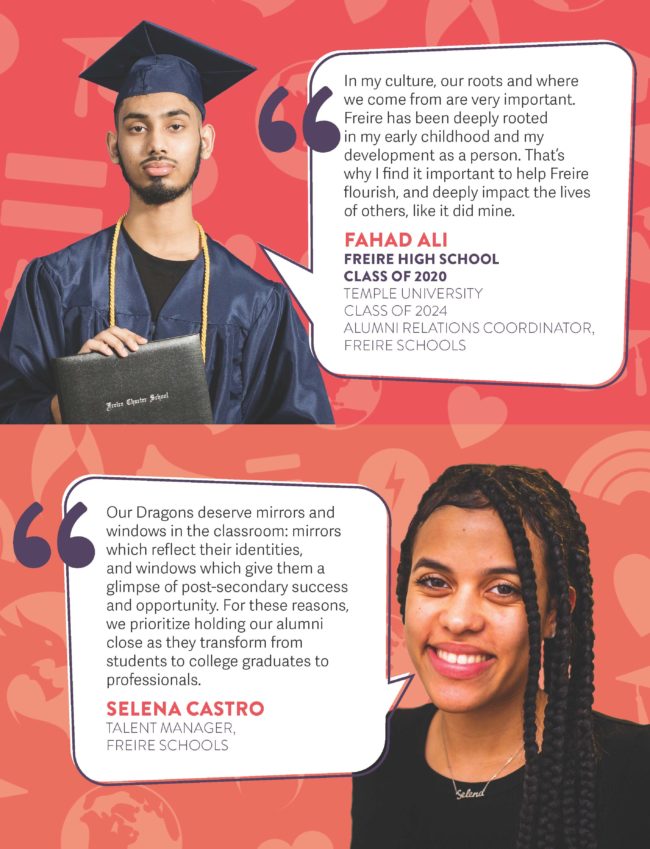 In my culture, our roots and where
we come from are very important.
Freire has been deeply rooted
in my early childhood and my
development as a person. That’s
why I find it important to help Freire
flourish, and deeply impact the lives
of others, like it did mine.
FAHAD ALI
FREIRE HIGH SCHOOL
CLASS OF 2020
TEMPLE UNIVERSITY
CLASS OF 2024
ALUMNI RELATIONS COORDINATOR,
FREIRE SCHOOLS
Freire Charter School
Our Dragons deserve mirrors and
windows in the classroom: mirrors
which reflect their identities,
and windows which give them a
glimpse of post-secondary success
and opportunity. For these reasons,
we prioritize holding our alumni
close as they transform from
students to college graduates to
professionals.
SELENA CASTRO
TALENT MANAGER,
FREIRE SCHOOLS
Selena